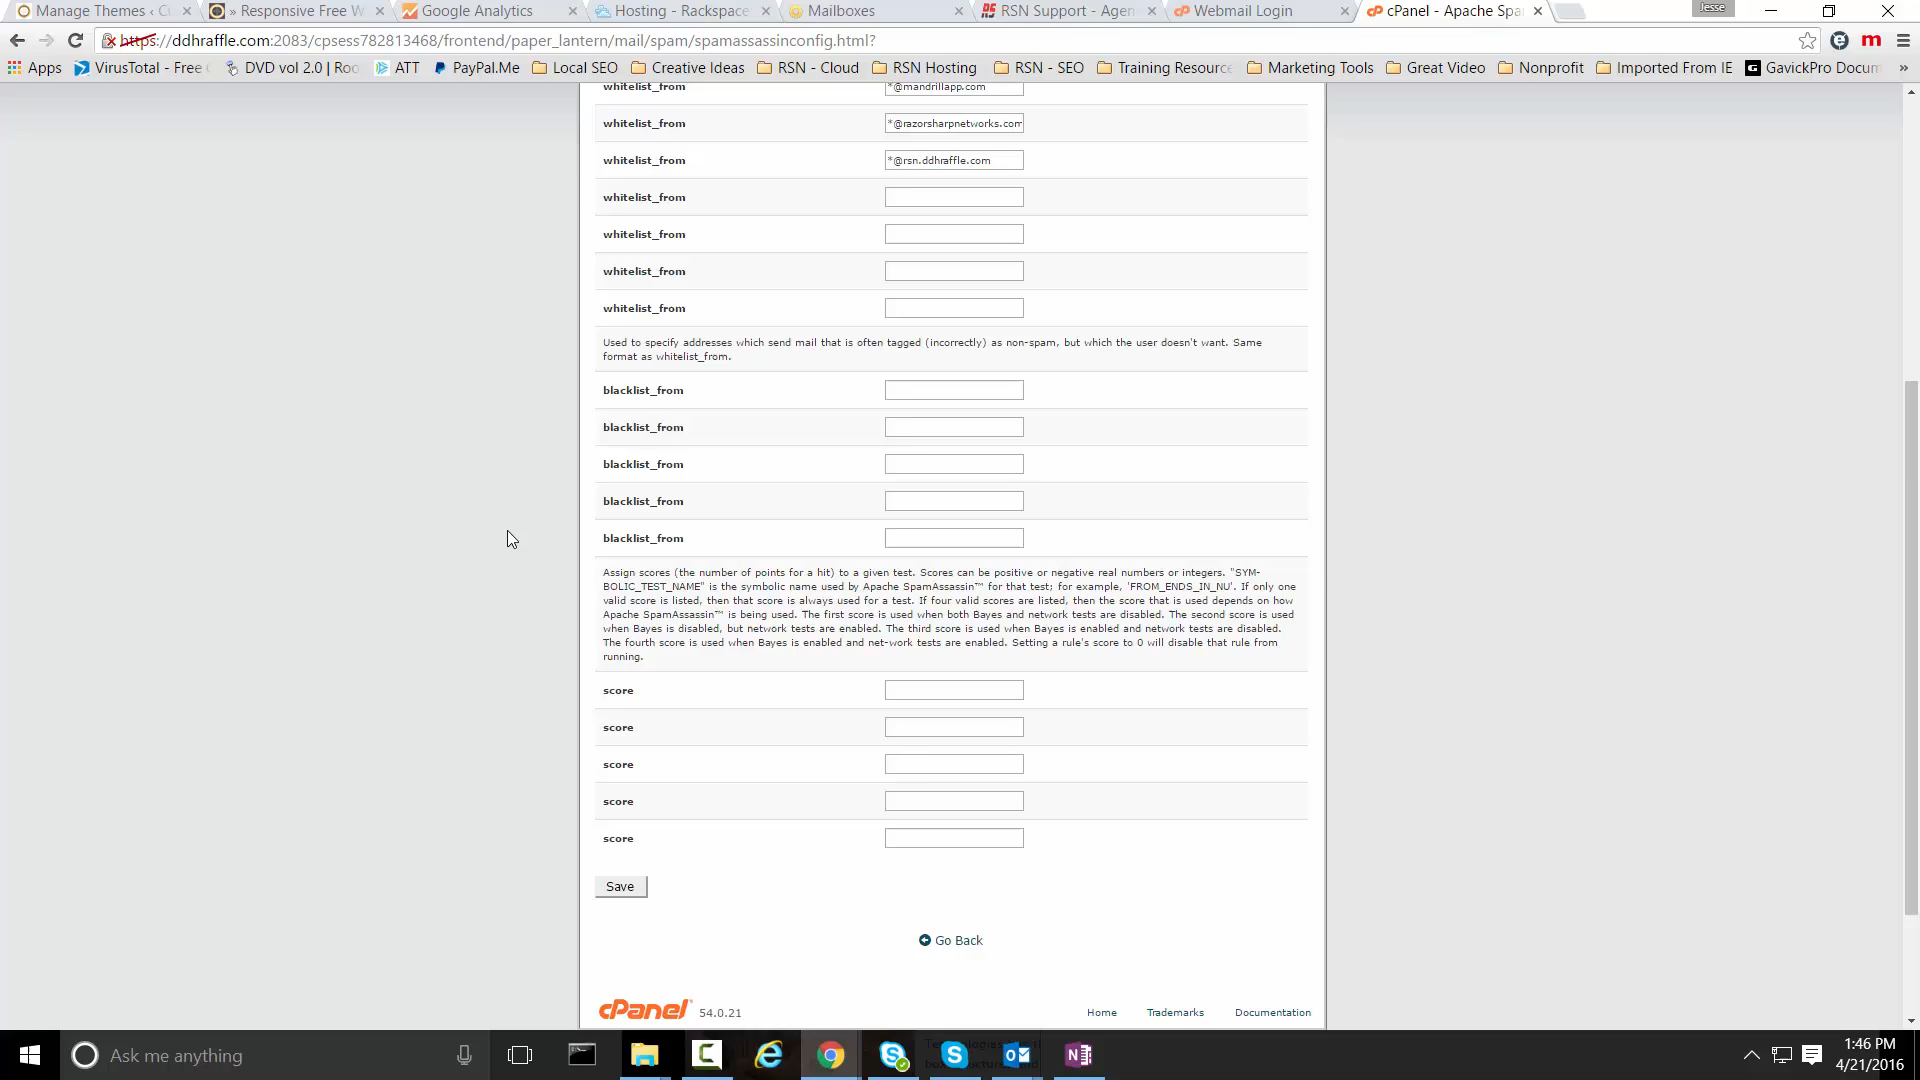 Manage Themes ‹ C
» Responsive Free W
Google Analytics
Hosting - Rackspace
Mailboxes
RSN Support - Agen
Webmail Login
cPanel - Apache Spa
Jesse
https://ddhraffle.com:2083/cpsess782813468/frontend/paper_lantern/mail/spam/spamassassinconfig.html?
Apps
VirusTotal - Free
DVD vol 2.0 | Roo
ATT
PayPal.Me
Local SEO
Creative Ideas
RSN - Cloud
RSN Hosting
RSN - SEO
Training Resource
Marketing Tools
Great Video
Nonprofit
Imported From IE
GavickPro Docum
»
whitelist_from *@mandrillapp.com
whitelist_from *@razorsharpnetworks.com
whitelist_from *@rsn.ddhraffle.com
whitelist_from
whitelist_from
whitelist_from
whitelist_from
Used to specify addresses which send mail that is often tagged (incorrectly) as non-spam, but which the user doesn't want. Same
format as whitelist_from.
blacklist_from
blacklist_from
blacklist_from
blacklist_from
blacklist_from
Assign scores (the number of points for a hit) to a given test. Scores can be positive or negative real numbers or integers. "SYM-
BOLIC_TEST_NAME" is the symbolic name used by Apache SpamAssassin™ for that test; for example, 'FROM_ENDS_IN_NU'. If only one
valid score is listed, then that score is always used for a test. If four valid scores are listed, then the score that is used depends on how
Apache SpamAssassin™ is being used. The first score is used when both Bayes and network tests are disabled. The second score is used
when Bayes is disabled, but network tests are enabled. The third score is used when Bayes is enabled and network tests are disabled.
The fourth score is used when Bayes is enabled and net-work tests are enabled. Setting a rule's score to 0 will disable that rule from
running.
score
score
score
score
score
Save
Go Back
cPanel 54.0.21
Home Trademarks Documentation
Ask me anything
1:46 PM
4/21/2016